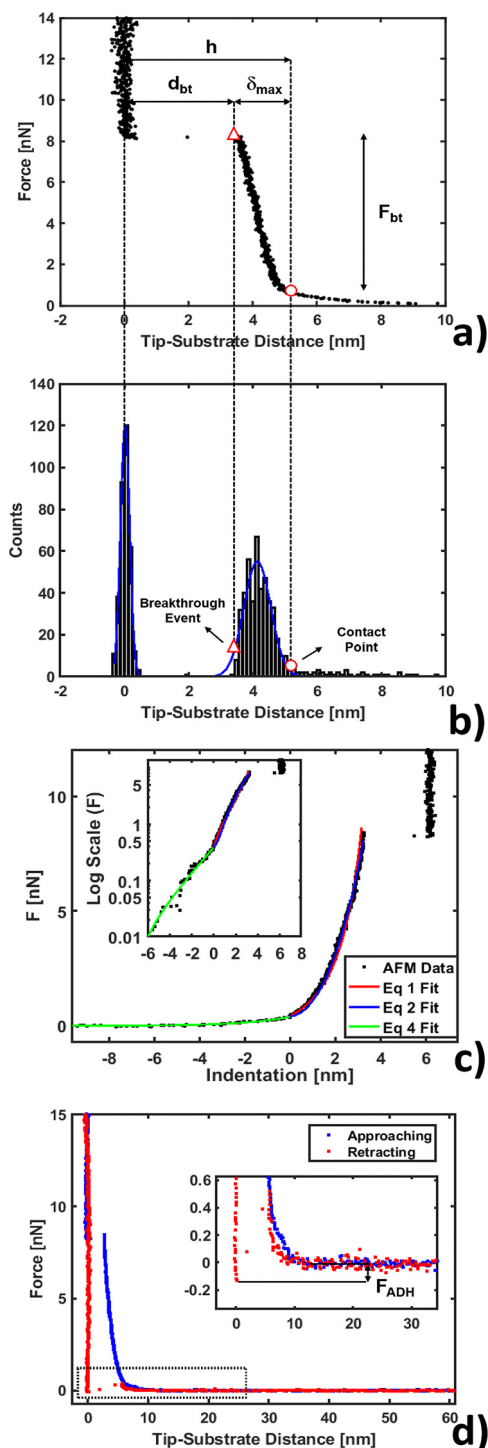 14
12
10
8
6
4
2
0
Force [nN]
h
d_bt
δ_max
F_bt
-2 0 2 4 6 8 10
Tip-Substrate Distance [nm]
a)
140
120
100
80
60
40
20
0
Counts
Breakthrough
Event
Contact
Point
-2 0 2 4 6 8 10
Tip-Substrate Distance [nm]
b)
10
5
0
F [nN]
5
1
0.5
0.1
0.05
0.01
Log Scale (F)
-6 -4 -2 0 2 4 6
AFM Data
Eq 1 Fit
Eq 2 Fit
Eq 4 Fit
-8 -6 -4 -2 0 2 4 6
Indentation [nm]
c)
15
10
5
0
Force [nN]
Approaching
Retracting
0.6
0.4
0.2
0
-0.2
F_ADH
0 10 20 30
0 10 20 30 40 50 60
Tip-Substrate Distance [nm]
d)